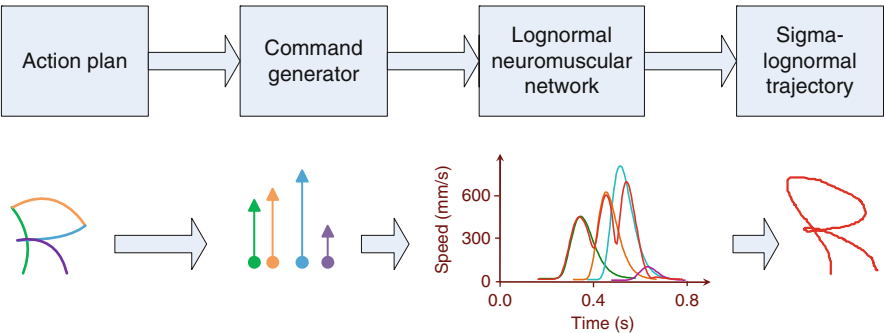 Action plan
Command
generator
Lognormal
neuromuscular
network
Sigma-
lognormal
trajectory
Speed (mm/s)
600
300
0
0.0
0.4
0.8
Time (s)